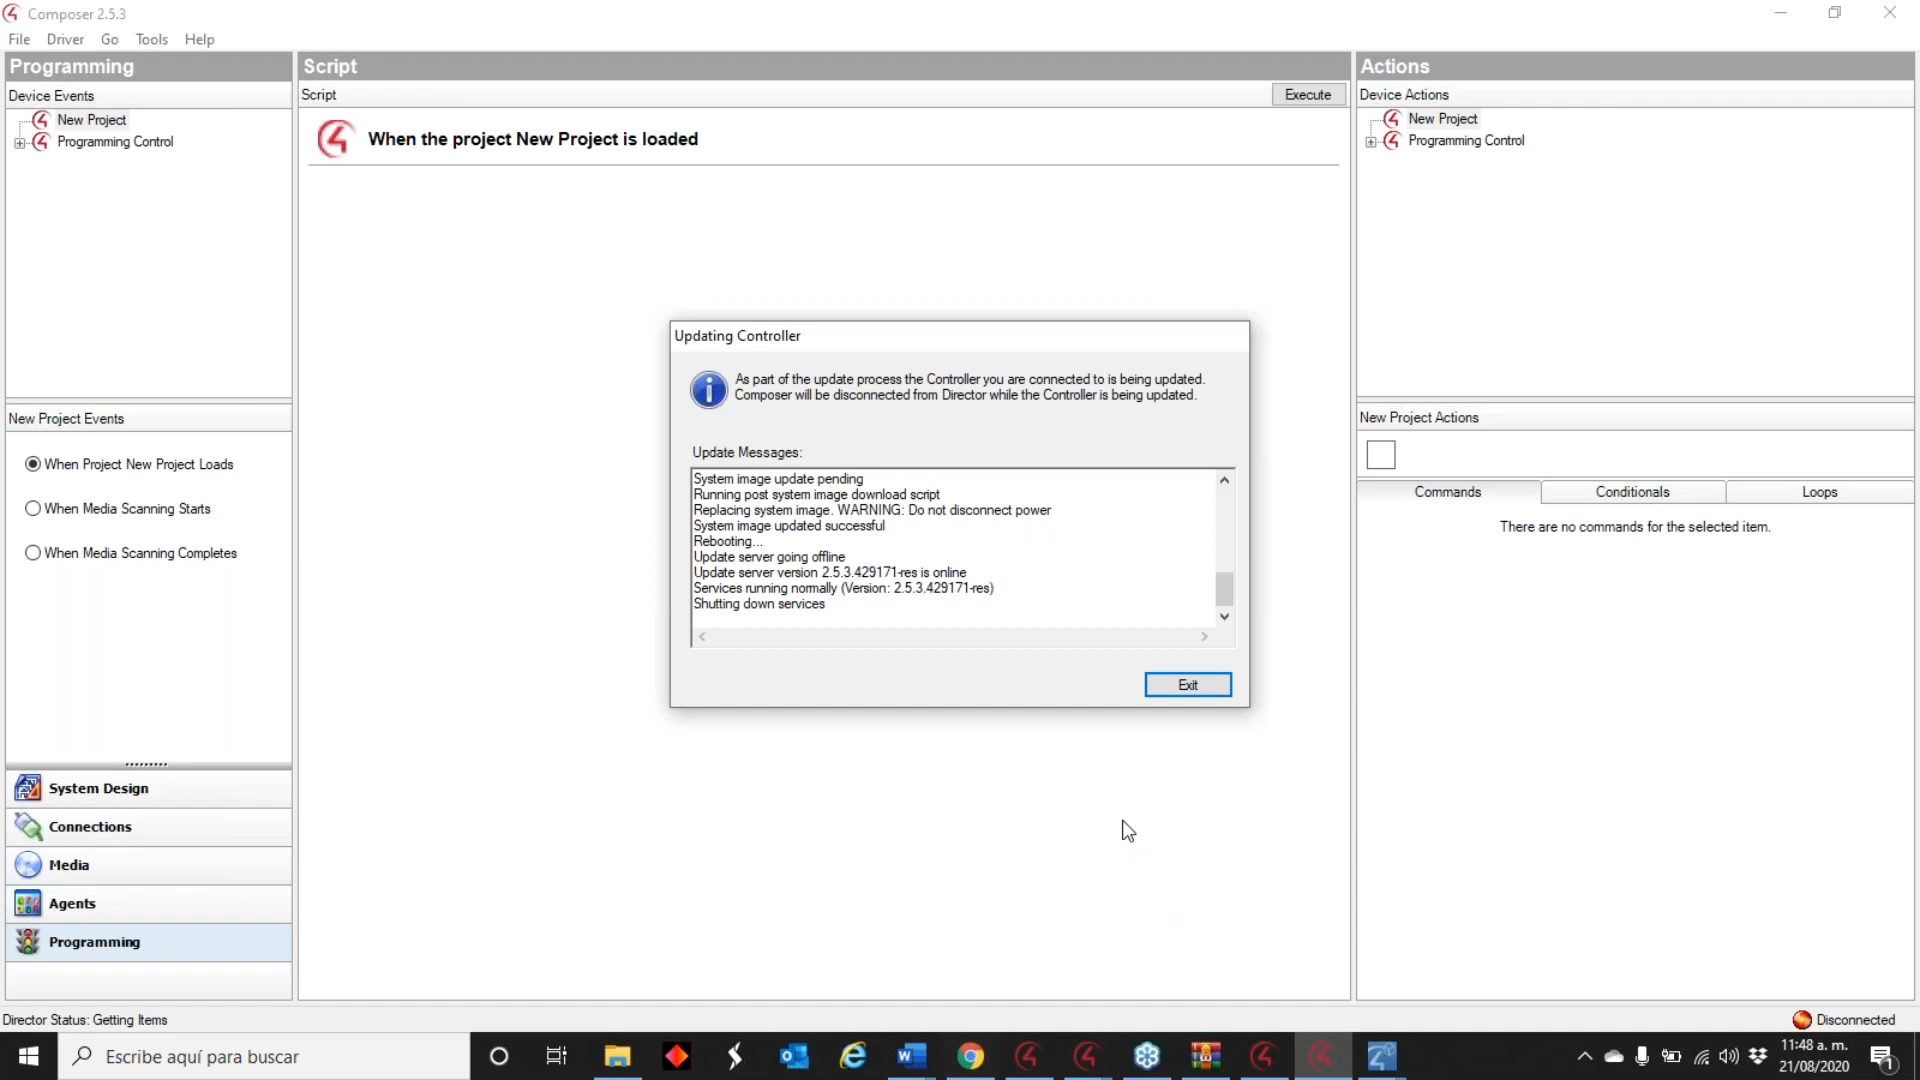 Composer 2.5.3
File Driver Go Tools Help
Programming
Device Events
New Project
Programming Control
New Project Events
When Project New Project Loads
When Media Scanning Starts
When Media Scanning Completes
System Design
Connections
Media
Agents
Programming
Script
Script
Execute
When the project New Project is loaded
Updating Controller
As part of the update process the Controller you are connected to is being updated.
Composer will be disconnected from Director while the Controller is being updated.
Update Messages:
System image update pending
Running post system image download script
Replacing system image. WARNING: Do not disconnect power
System image updated successful
Rebooting...
Update server going offline
Update server version 2.5.3.429171-res is online
Services running normally (Version: 2.5.3.429171-res)
Shutting down services
Exit
Actions
Device Actions
New Project
Programming Control
New Project Actions
Commands Conditionals Loops
There are no commands for the selected item.
Director Status: Getting Items
Disconnected
Escribe aquí para buscar
11:48 a. m.
21/08/2020
1